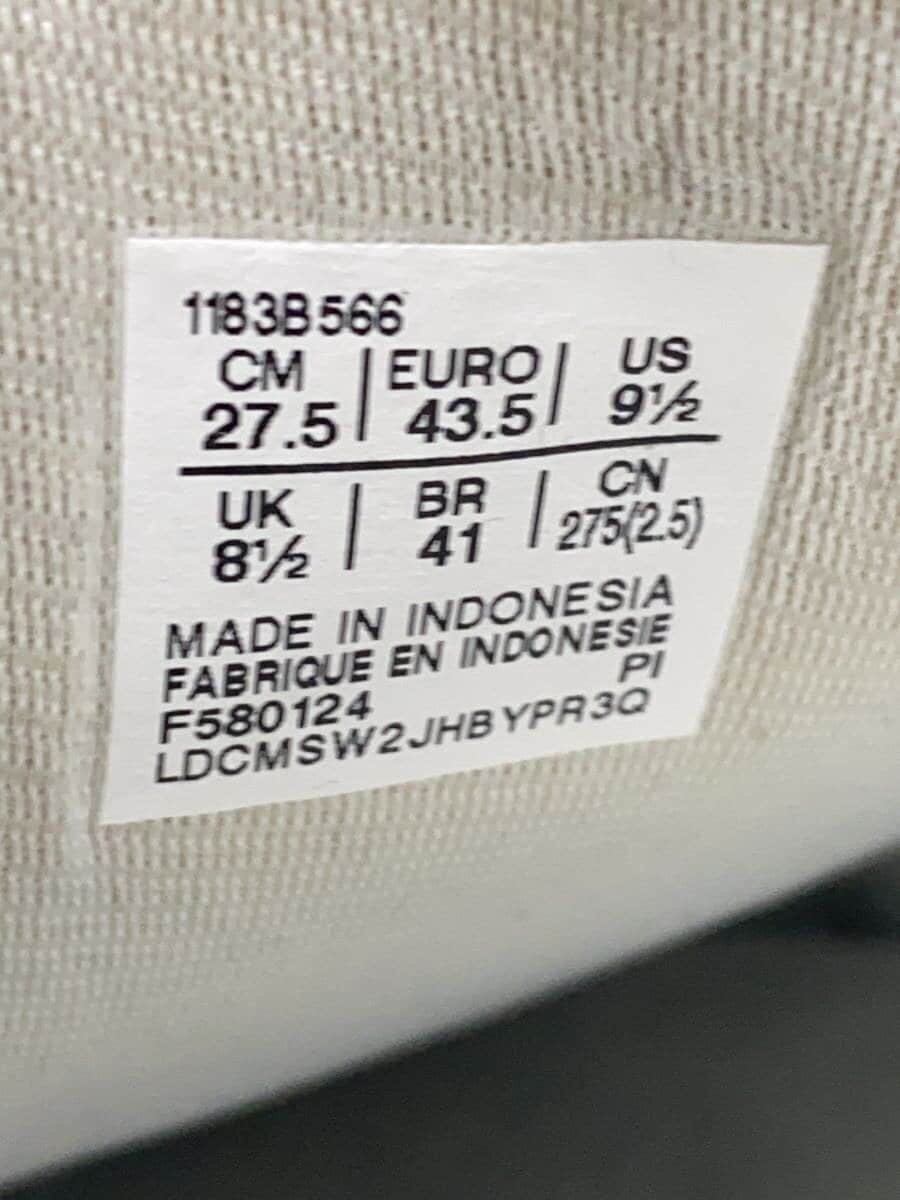 1183B566
CM | EURO | US
27.5 | 43.5 | 9½
UK | BR | CN
8½ | 41 | 275(2.5)
MADE IN INDONESIA
FABRIQUE EN INDONESIE
PI
F580124
LDCMSW2JHBYPR3Q